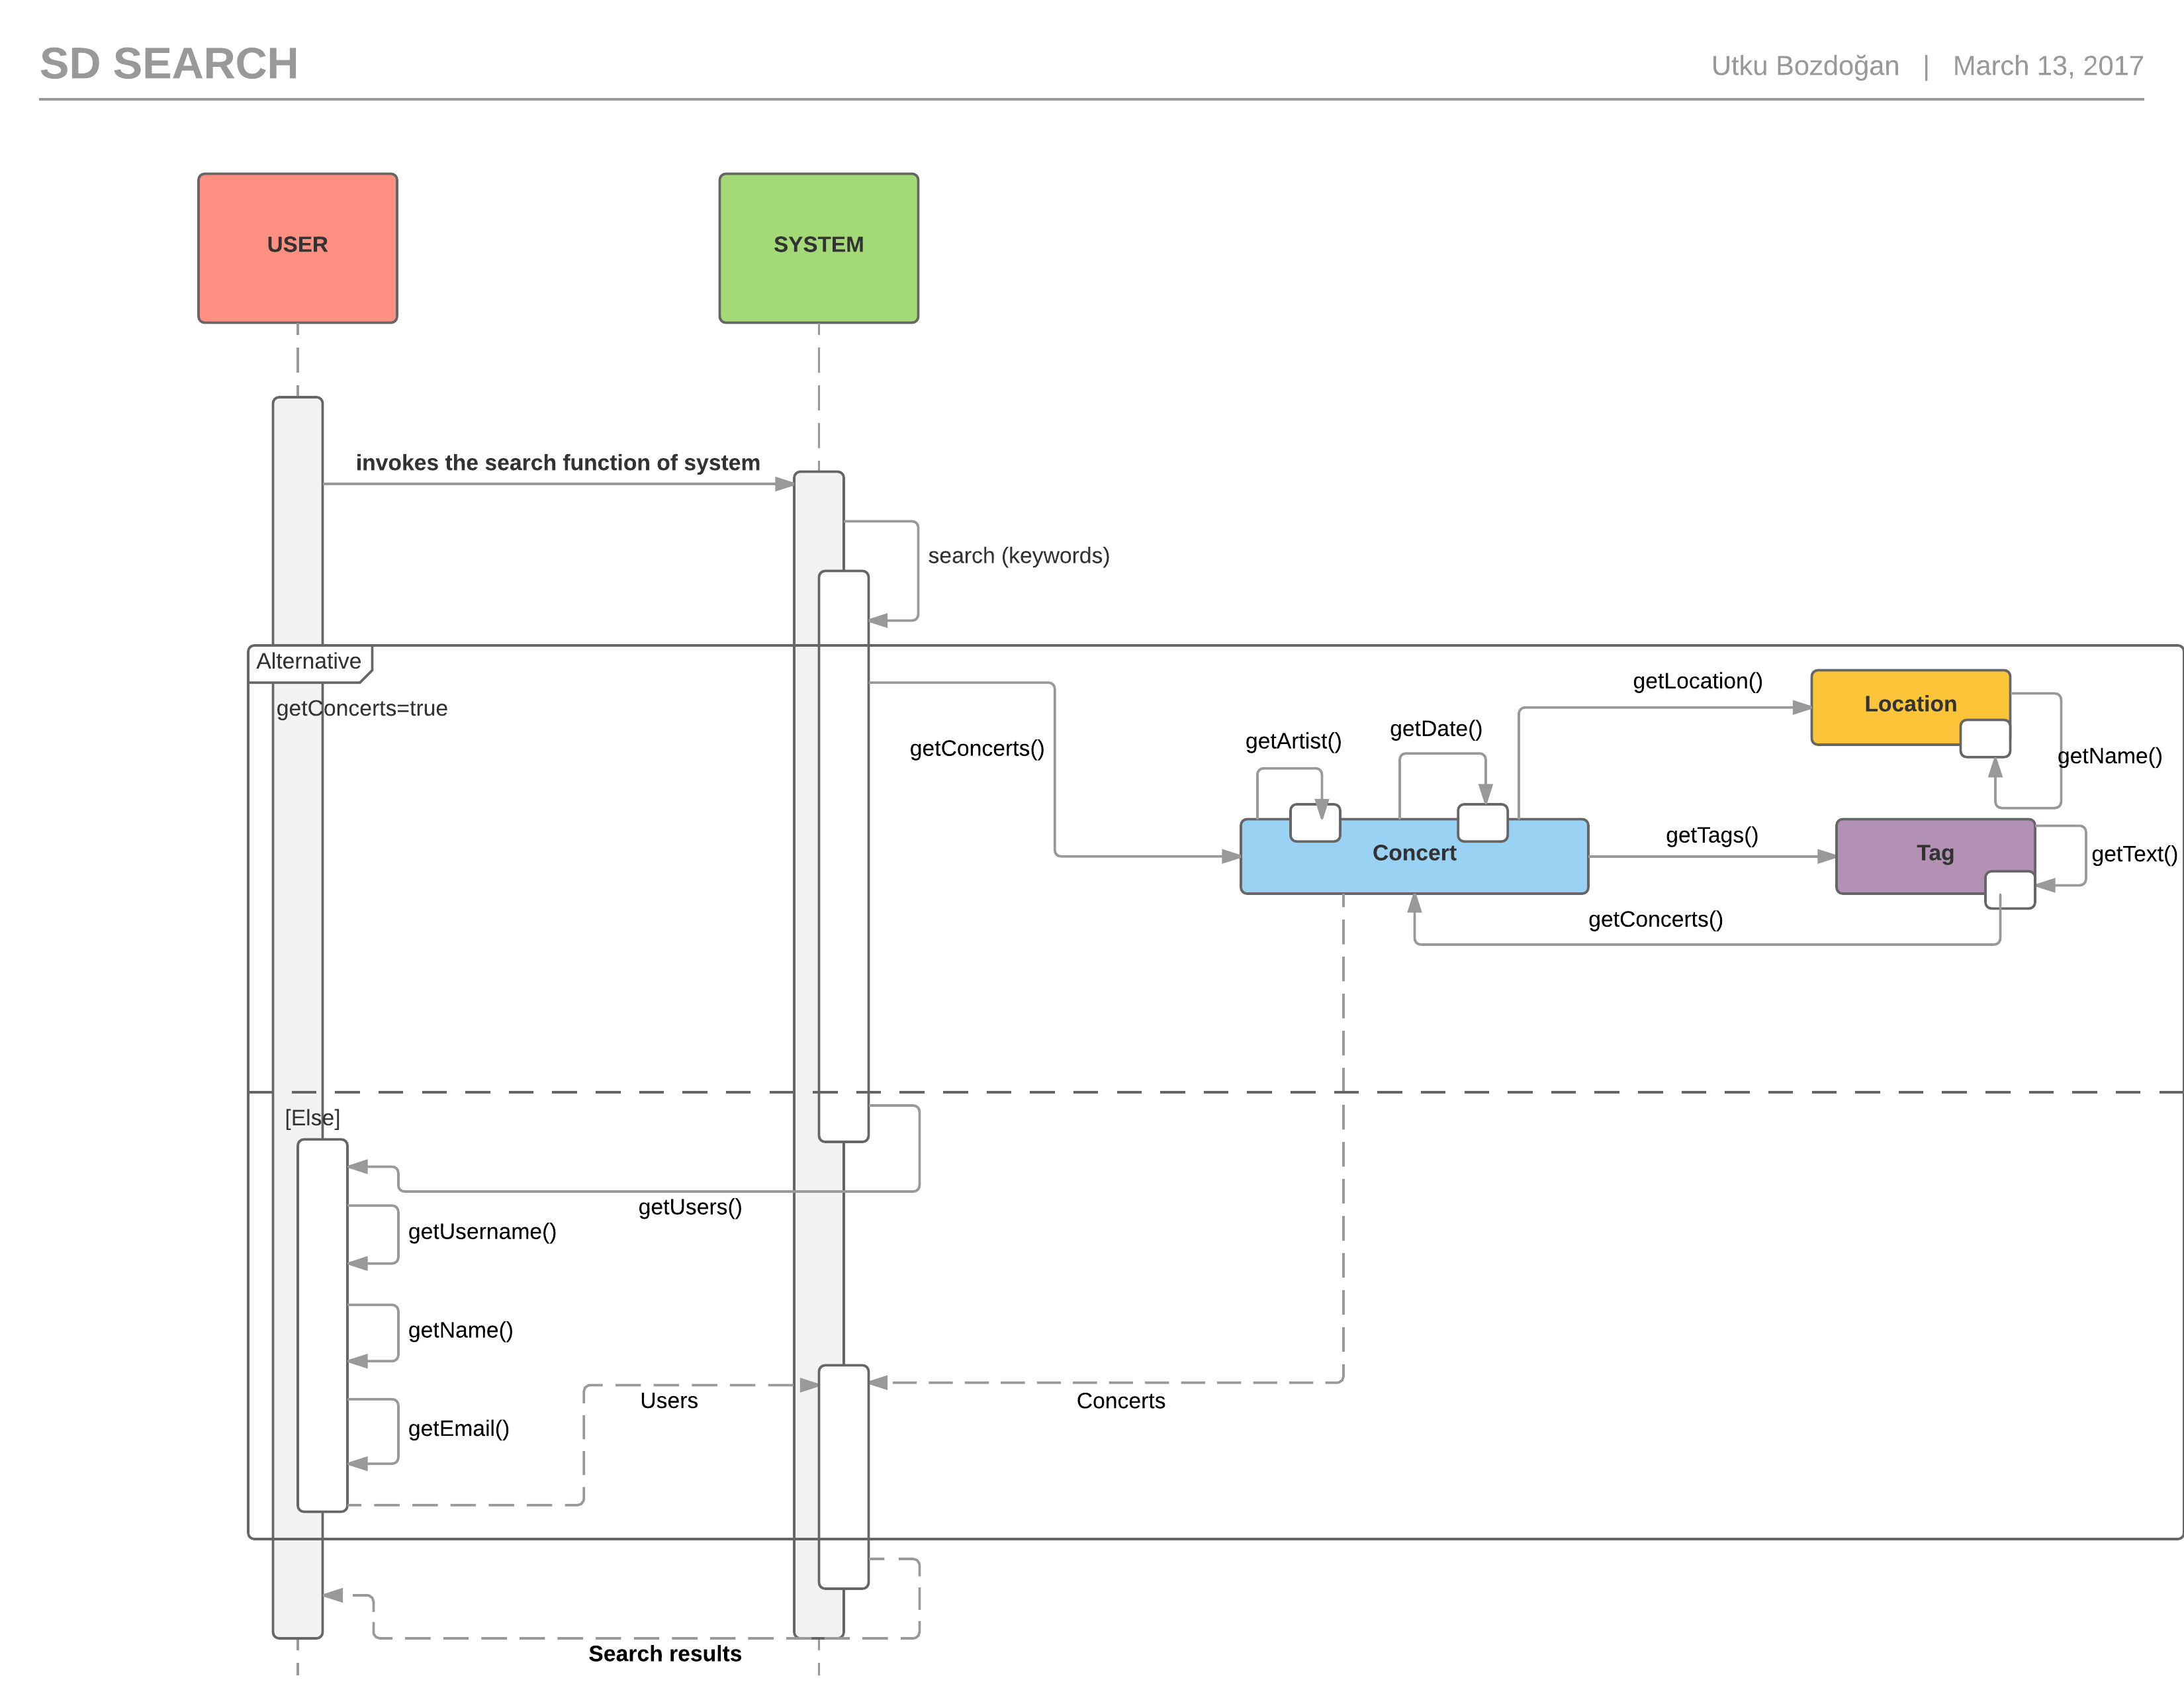 SD SEARCH
Utku Bozdoğan | March 13, 2017
USER
SYSTEM
invokes the search function of system
search (keywords)
Alternative
getConcerts=true
getConcerts()
getArtist()
getDate()
getLocation()
Location
getName()
Concert
getTags()
Tag
getText()
getConcerts()
[Else]
getUsers()
getUsername()
getName()
Users
Concerts
getEmail()
Search results